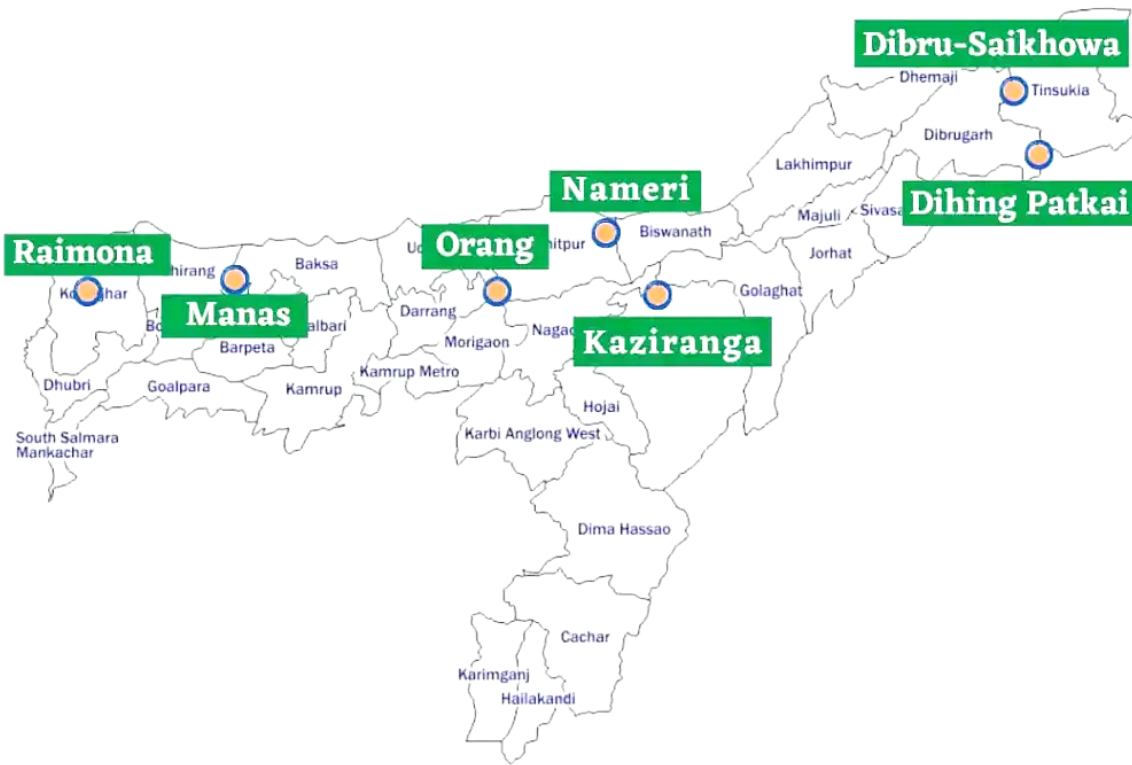 Dibru-Saikhowa
Dhemaji
Tinsukia
Dibrugarh
Lakhimpur
Nameri
Dihing Patkai
Majuli
Biswanath
Orang
Raimona
Baksa
Jorhat
Golaghat
Manas
Darrang
Kaziranga
Morigaon
Barpeta
Kamrup Metro
Dhubri
Goalpara
Kamrup
Hojai
Karbi Anglong West
South Salmara
Mankachar
Dima Hassao
Cachar
Karimganj
Hailakandi